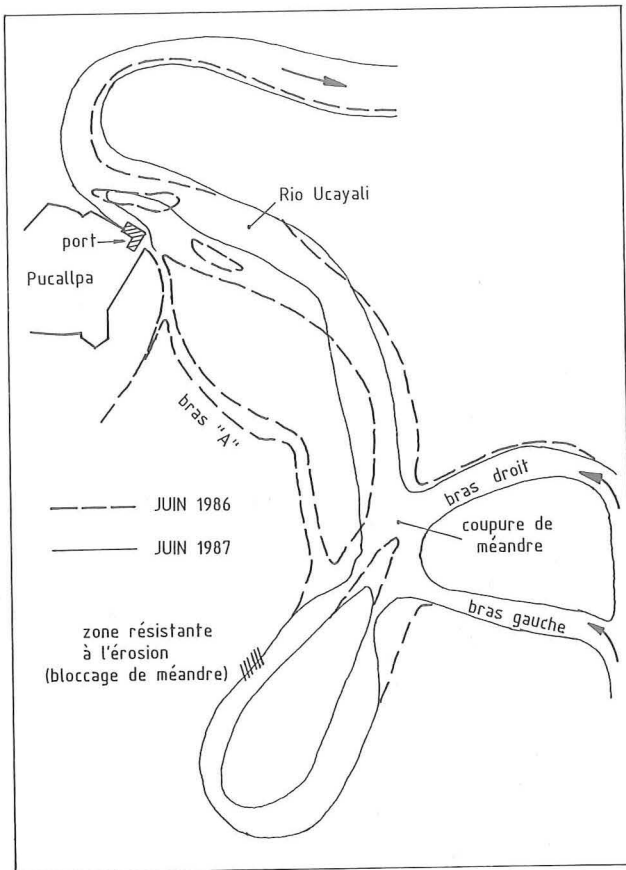 Rio Ucayali
port
Pucallpa
bras "A"
bras droit
JUIN 1986
coupure de
méandre
JUIN 1987
bras gauche
zone résistante
à l'érosion
(bloccage de méandre)